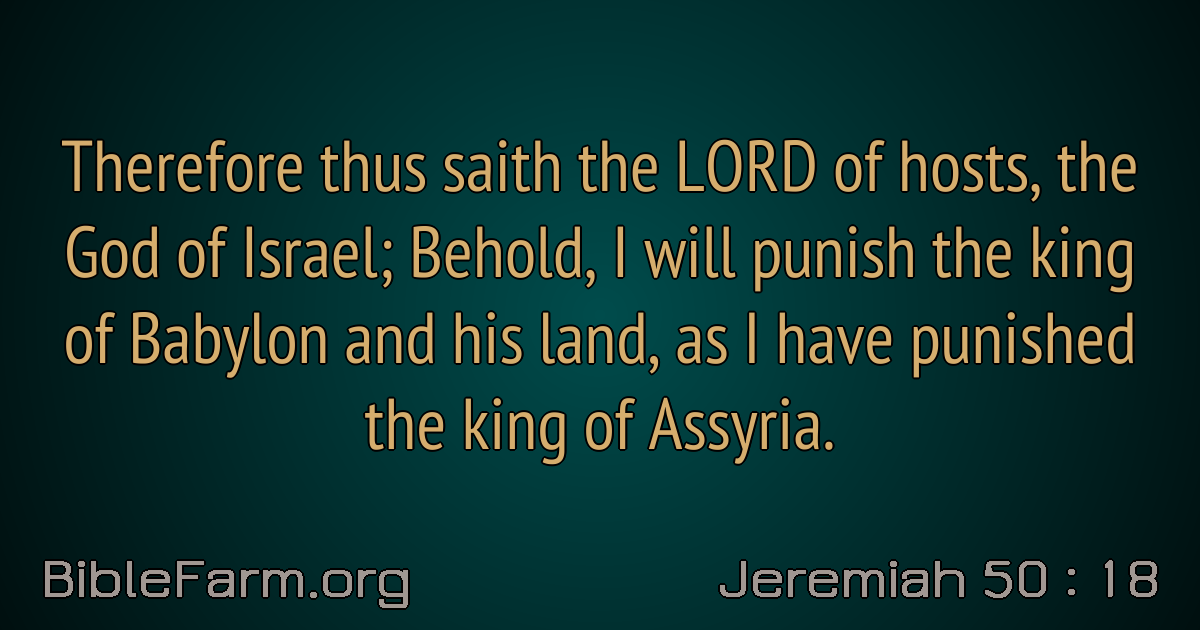 Therefore thus saith the LORD of hosts, the
God of Israel; Behold, I will punish the king
of Babylon and his land, as I have punished
the king of Assyria.
BibleFarm.org
Jeremiah 50 : 18